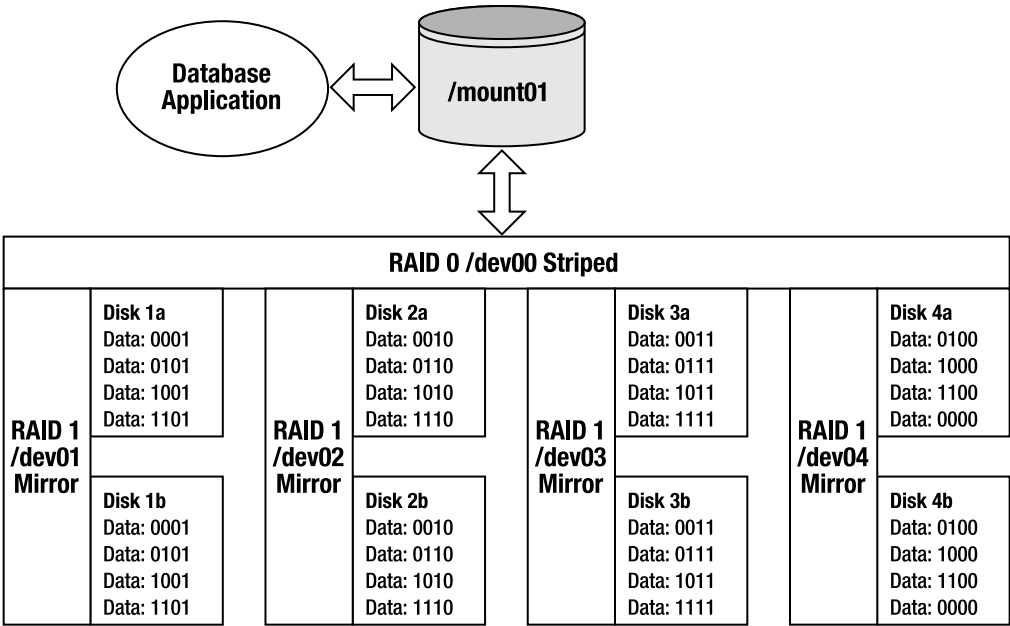 Database
Application
/mount01
RAID 0 /dev00 Striped
RAID 1
/dev01
Mirror
Disk 1a
Data: 0001
Data: 0101
Data: 1001
Data: 1101
Disk 1b
Data: 0001
Data: 0101
Data: 1001
Data: 1101
RAID 1
/dev02
Mirror
Disk 2a
Data: 0010
Data: 0110
Data: 1010
Data: 1110
Disk 2b
Data: 0010
Data: 0110
Data: 1010
Data: 1110
RAID 1
/dev03
Mirror
Disk 3a
Data: 0011
Data: 0111
Data: 1011
Data: 1111
Disk 3b
Data: 0011
Data: 0111
Data: 1011
Data: 1111
RAID 1
/dev04
Mirror
Disk 4a
Data: 0100
Data: 1000
Data: 1100
Data: 0000
Disk 4b
Data: 0100
Data: 1000
Data: 1100
Data: 0000